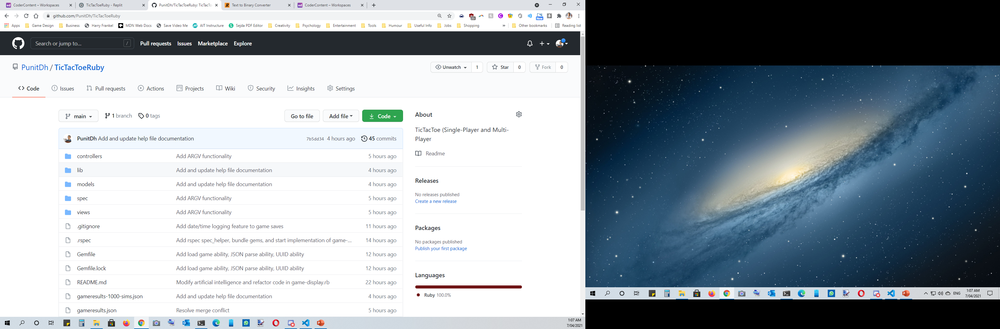 CoderContent – Workspaces
TicTacToeRuby - Replit
PunitDh/TicTacToeRuby: TicTacTo
Text to Binary Converter
CoderContent – Workspaces
github.com/PunitDh/TicTacToeRuby
23
New
Apps
Game Design
Business
Harry Frankel
MDN Web Docs
Save Video Me
AIT Instructure
Sejda PDF Editor
Creativity
Psychology
Entertainment
Tools
Humour
Useful Info
Jobs
Shopping
»
Other bookmarks
Reading list
Search or jump to...
/
Pull requests
Issues
Marketplace
Explore
PunitDh / TicTacToeRuby
Unwatch
1
Star
0
Fork
0
Code
Issues
Pull requests
Actions
Projects
Wiki
Security
Insights
Settings
main
1 branch
0 tags
Go to file
Add file
Code
PunitDh Add and update help file documentation
7b5dd34 4 hours ago
45 commits
controllers Add ARGV functionality 5 hours ago
lib Add and update help file documentation 4 hours ago
models Add and update help file documentation 4 hours ago
spec Add ARGV functionality 5 hours ago
views Add ARGV functionality 5 hours ago
.gitignore Add date/time logging feature to game saves 11 hours ago
.rspec Add rspec spec_helper, bundle gems, and start implementation of game-... 14 hours ago
Gemfile Add load game ability, JSON parse ability, UUID ability 12 hours ago
Gemfile.lock Add load game ability, JSON parse ability, UUID ability 12 hours ago
README.md Modify artificial intelligence and refactor code in game-display.rb 22 hours ago
gameresults-1000-sims.json Add and update help file documentation 4 hours ago
gameresults.json Resolve merge conflict 5 hours ago
About
TicTacToe (Single-Player and Multi-
Player
Readme
Releases
No releases published
Create a new release
Packages
No packages published
Publish your first package
Languages
Ruby 100.0%
1:07 AM
7/04/2021
ENG
1:07 AM
7/04/2021